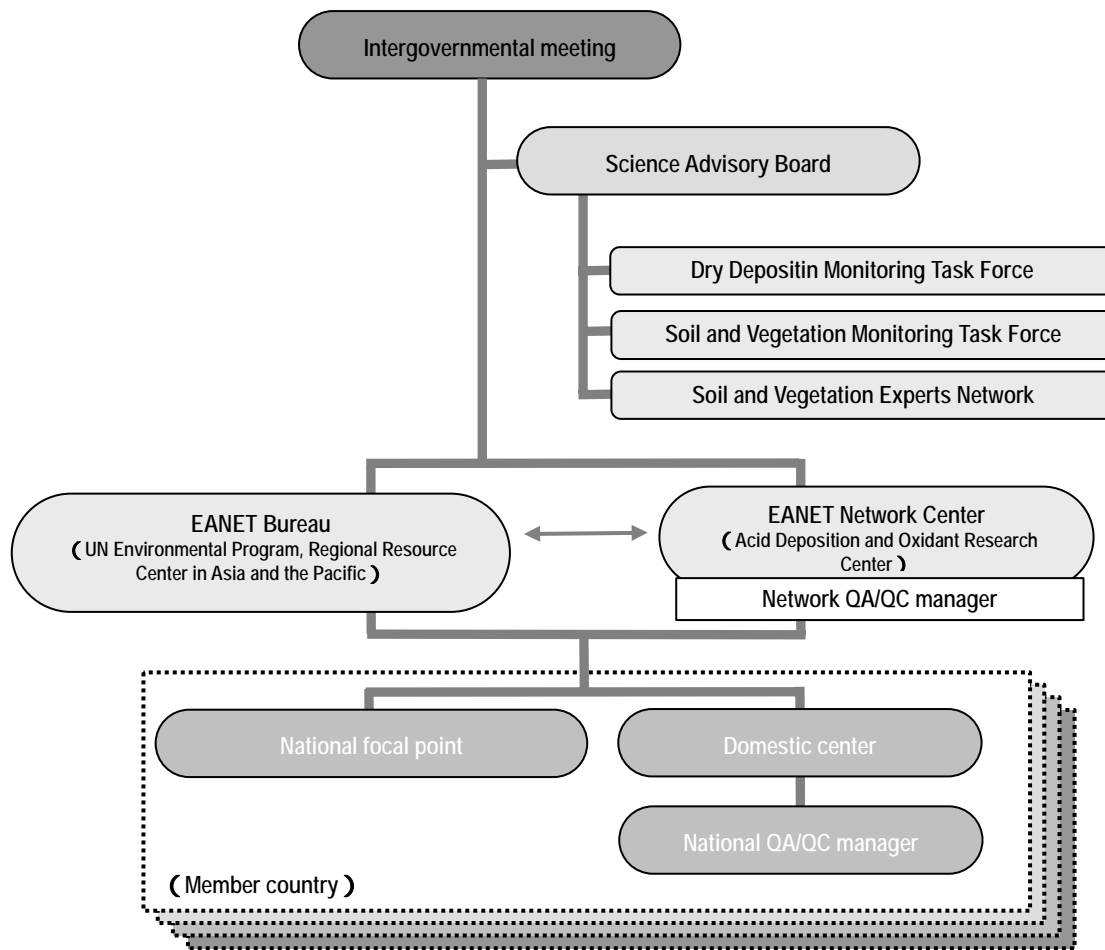 Intergovernmental meeting
Science Advisory Board
Dry Depositin Monitoring Task Force
Soil and Vegetation Monitoring Task Force
Soil and Vegetation Experts Network
EANET Bureau
(UN Environmental Program, Regional Resource
Center in Asia and the Pacific)
EANET Network Center
(Acid Deposition and Oxidant Research
Center)
Network QA/QC manager
National focal point
Domestic center
National QA/QC manager
(Member country)